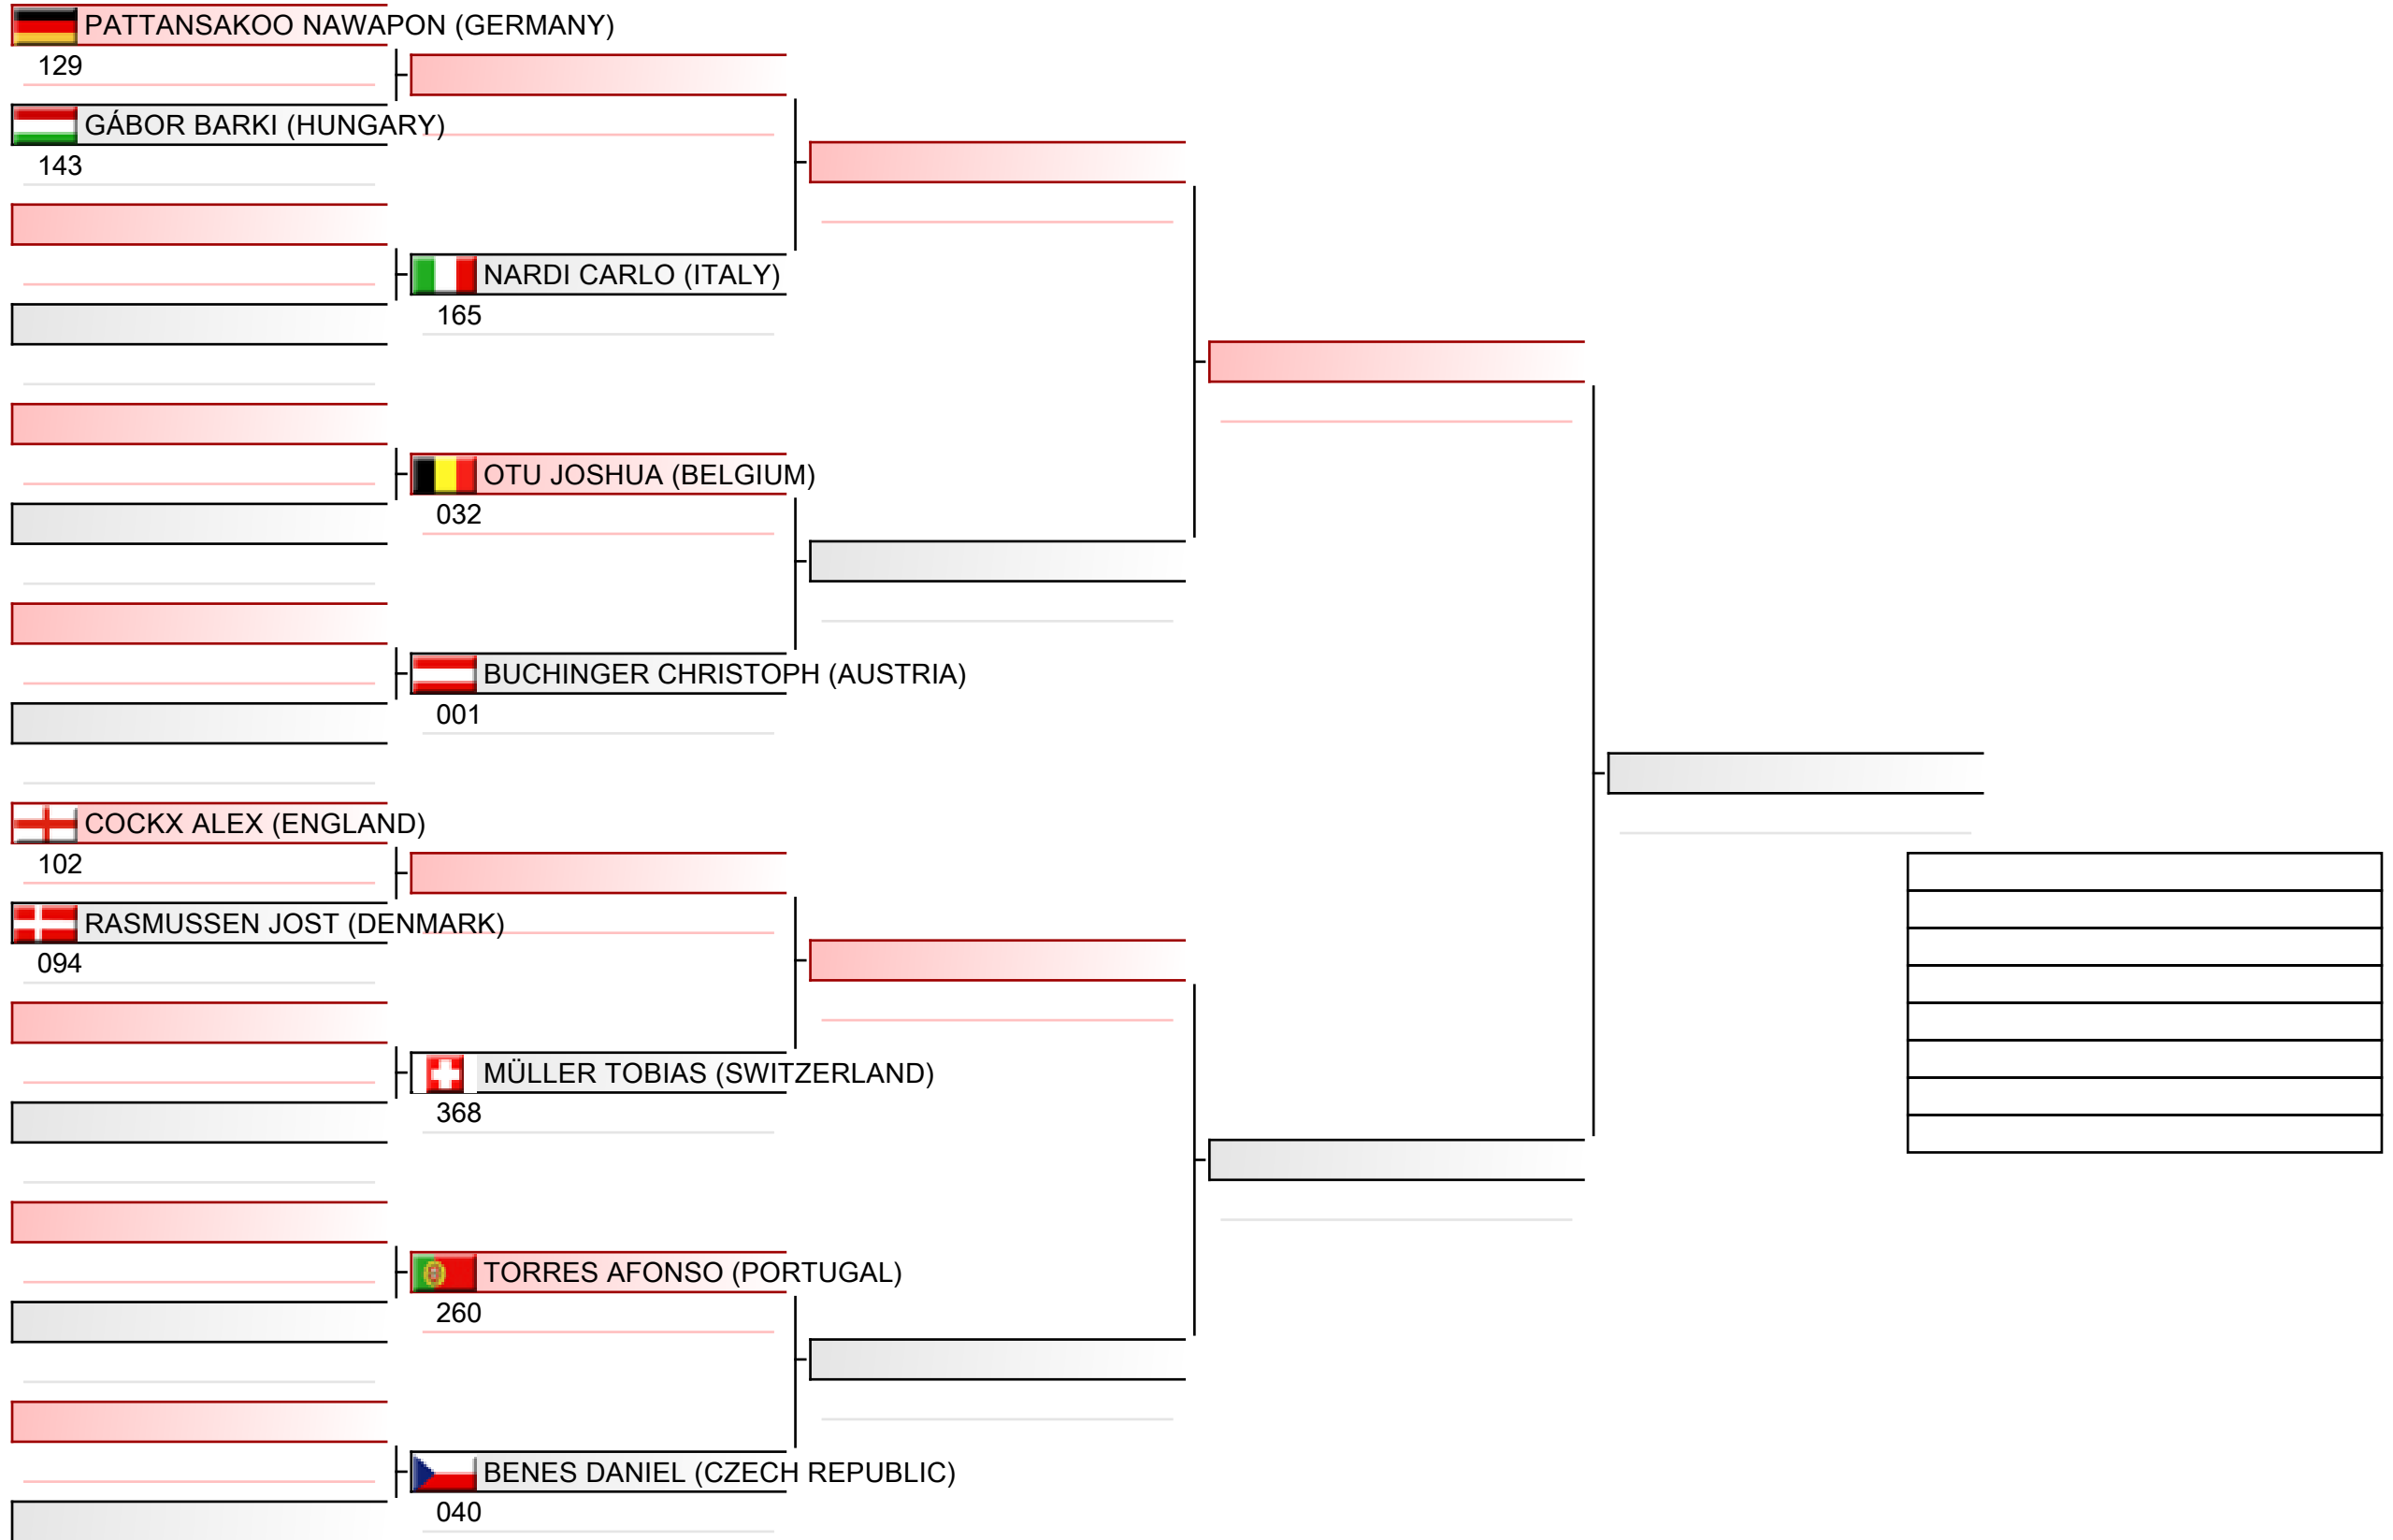 PATTANSAKOO NAWAPON (GERMANY)
129
GÁBOR BARKI (HUNGARY)
143
NARDI CARLO (ITALY)
165
OTU JOSHUA (BELGIUM)
032
BUCHINGER CHRISTOPH (AUSTRIA)
001
COCKX ALEX (ENGLAND)
102
RASMUSSEN JOST (DENMARK)
094
MÜLLER TOBIAS (SWITZERLAND)
368
TORRES AFONSO (PORTUGAL)
260
BENES DANIEL (CZECH REPUBLIC)
040